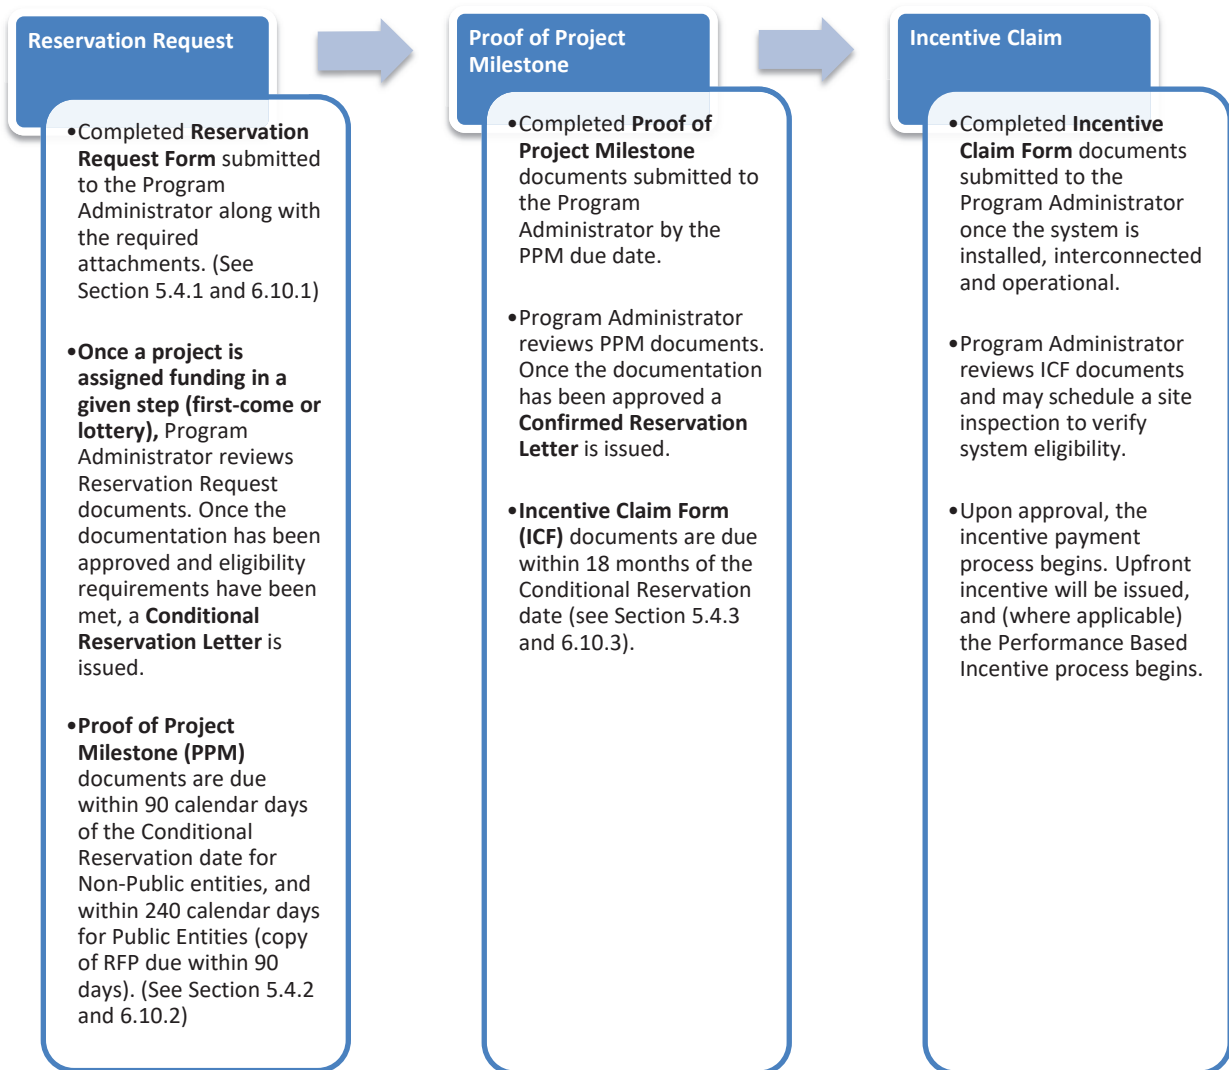 Reservation Request
•Completed Reservation
Request Form submitted
to the Program
Administrator along with
the required
attachments. (See
Section 5.4.1 and 6.10.1)
•Once a project is
assigned funding in a
given step (first-come or
lottery), Program
Administrator reviews
Reservation Request
documents. Once the
documentation has been
approved and eligibility
requirements have been
met, a Conditional
Reservation Letter is
issued.
•Proof of Project
Milestone (PPM)
documents are due
within 90 calendar days
of the Conditional
Reservation date for
Non-Public entities, and
within 240 calendar days
for Public Entities (copy
of RFP due within 90
days). (See Section 5.4.2
and 6.10.2)
Proof of Project
Milestone
•Completed Proof of
Project Milestone
documents submitted to
the Program
Administrator by the
PPM due date.
•Program Administrator
reviews PPM documents.
Once the documentation
has been approved a
Confirmed Reservation
Letter is issued.
•Incentive Claim Form
(ICF) documents are due
within 18 months of the
Conditional Reservation
date (see Section 5.4.3
and 6.10.3).
Incentive Claim
•Completed Incentive
Claim Form documents
submitted to the
Program Administrator
once the system is
installed, interconnected
and operational.
•Program Administrator
reviews ICF documents
and may schedule a site
inspection to verify
system eligibility.
•Upon approval, the
incentive payment
process begins. Upfront
incentive will be issued,
and (where applicable)
the Performance Based
Incentive process begins.